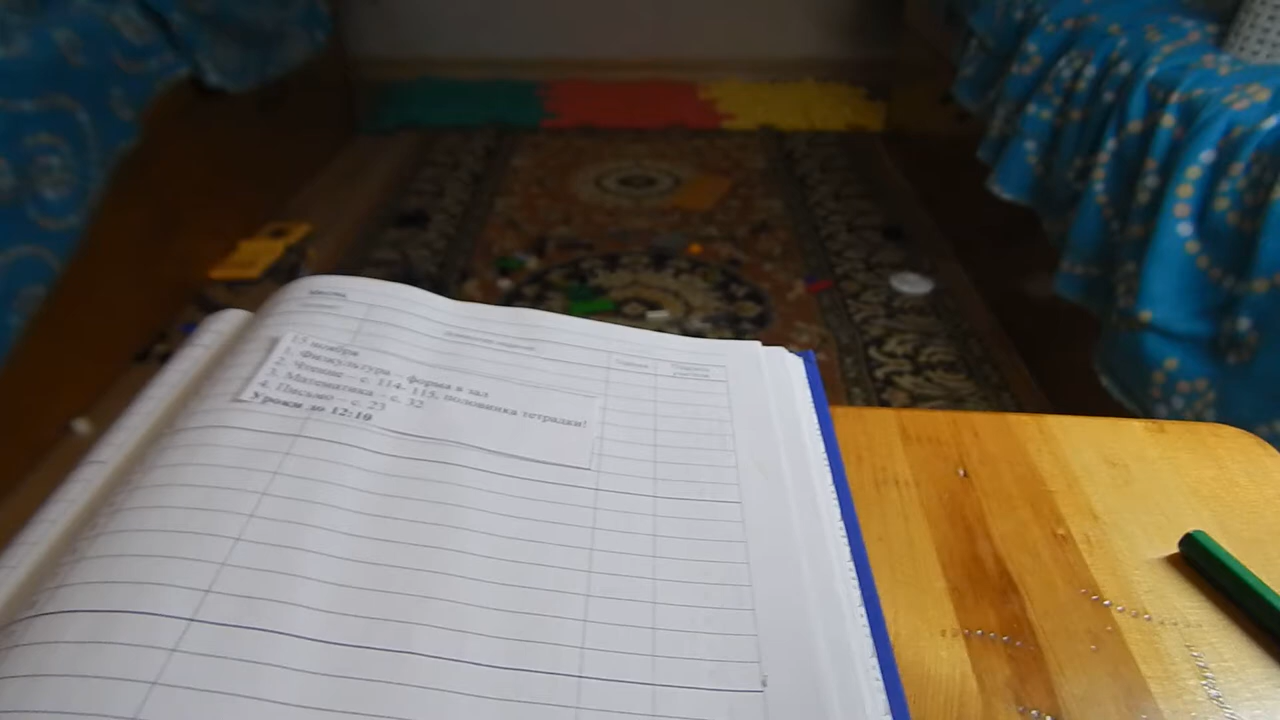 15 ноября
1. Физкультура – форма в зал
2. Чтение – с. 114, 115, половинка тетрадки!
3. Математика – с. 32
4. Письмо – с. 23
Уроки до 12:10